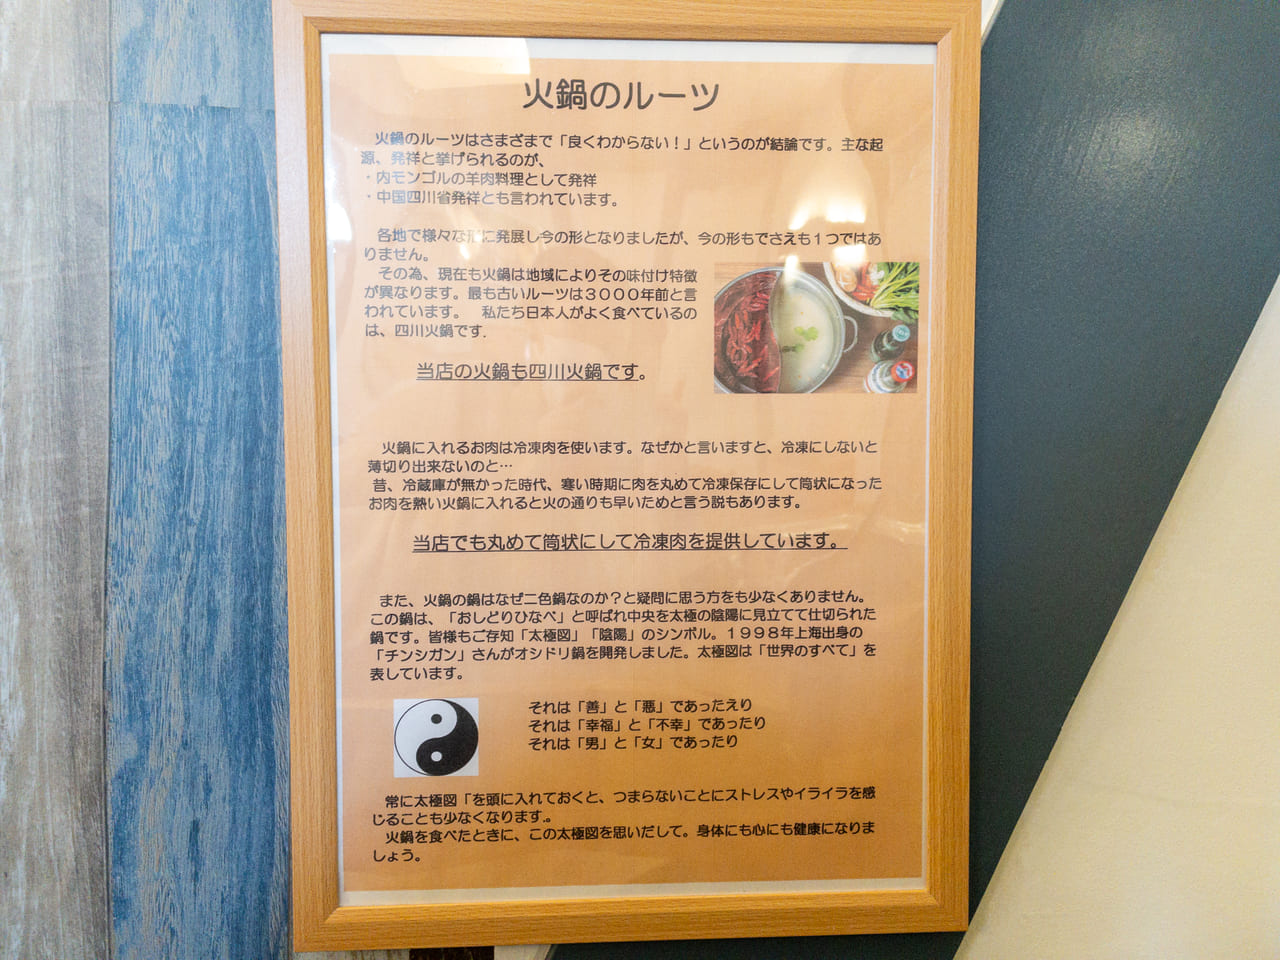 火鍋のルーツ
火鍋のルーツはさまざまで「良くわからない！」というのが結論です。主な起
源、発祥と挙げられるのが、
・内モンゴルの羊肉料理として発祥
・中国四川省発祥とも言われています。
各地で様々な形に発展し今の形となりましたが、今の形もでさえも１つではあ
りません。
その為、現在も火鍋は地域によりその味付け特徴
が異なります。最も古いルーツは３０００年前と言
われています。　私たち日本人がよく食べているの
は、四川火鍋です.
当店の火鍋も四川火鍋です。
火鍋に入れるお肉は冷凍肉を使います。なぜかと言いますと、冷凍にしないと
薄切り出来ないのと…
昔、冷蔵庫が無かった時代、寒い時期に肉を丸めて冷凍保存にして筒状になった
お肉を熱い火鍋に入れると火の通りも早いためと言う説もあります。
当店でも丸めて筒状にして冷凍肉を提供しています。
また、火鍋の鍋はなぜ二色鍋なのか？と疑問に思う方をも少なくありません。
この鍋は、「おしどりひなべ」と呼ばれ中央を太極の陰陽に見立てて仕切られた
鍋です。皆様もご存知「太極図」「陰陽」のシンボル。１９９８年上海出身の
「チンシガン」さんがオシドリ鍋を開発しました。太極図は「世界のすべて」を
表しています。
それは「善」と「悪」であったえり
それは「幸福」と「不幸」であったり
それは「男」と「女」であったり
常に太極図「を頭に入れておくと、つまらないことにストレスやイライラを感
じることも少なくなります.。
火鍋を食べたときに、この太極図を思いだして。身体にも心にも健康になりま
しょう。